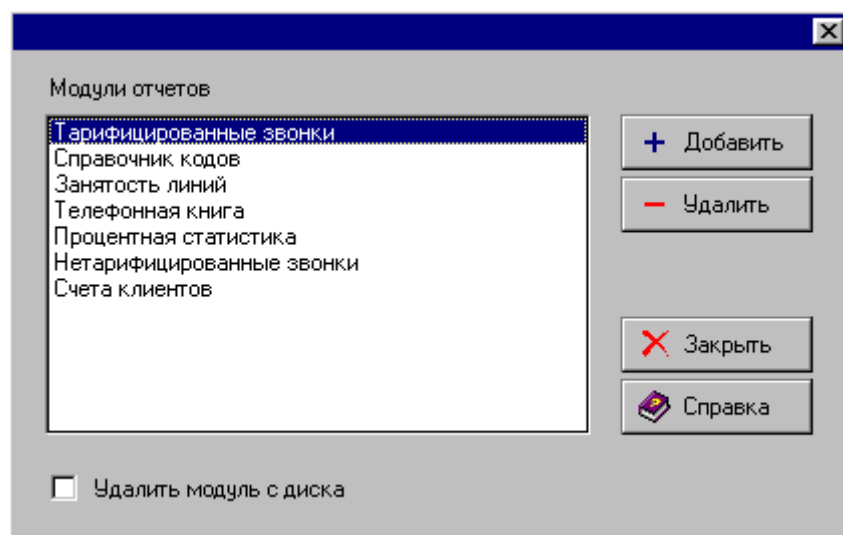 Модули отчетов
Тарифицированные звонки
Справочник кодов
Занятость линий
Телефонная книга
Процентная статистика
Нетарифицированные звонки
Счета клиентов
Добавить
Удалить
Закрыть
Справка
Удалить модуль с диска